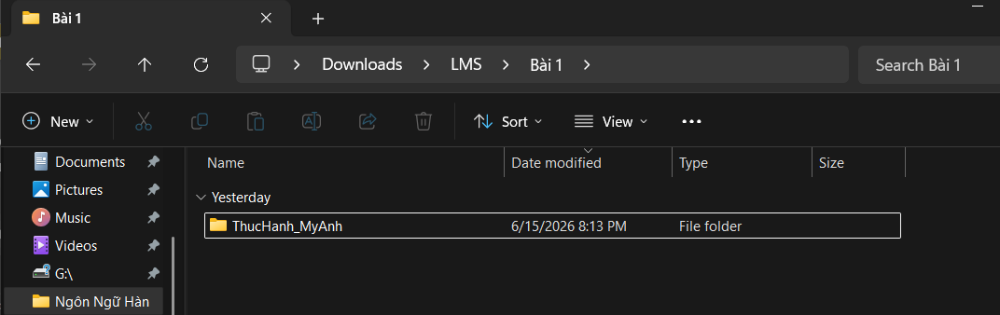 Bài 1
Downloads > LMS > Bài 1 >
Search Bài 1
New
Sort
View
Documents
Pictures
Music
Videos
G:\
Ngôn Ngữ Hàn
Name Date modified Type Size
Yesterday
ThucHanh_MyAnh 6/15/2026 8:13 PM File folder